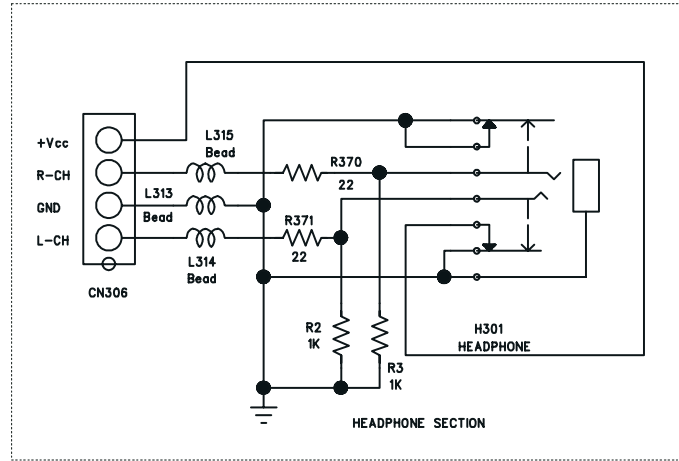 +Vcc
R-CH
GND
L-CH
CN306
L315
Bead
L313
Bead
L314
Bead
R370
22
R371
22
R2
1K
R3
1K
H301
HEADPHONE
HEADPHONE SECTION